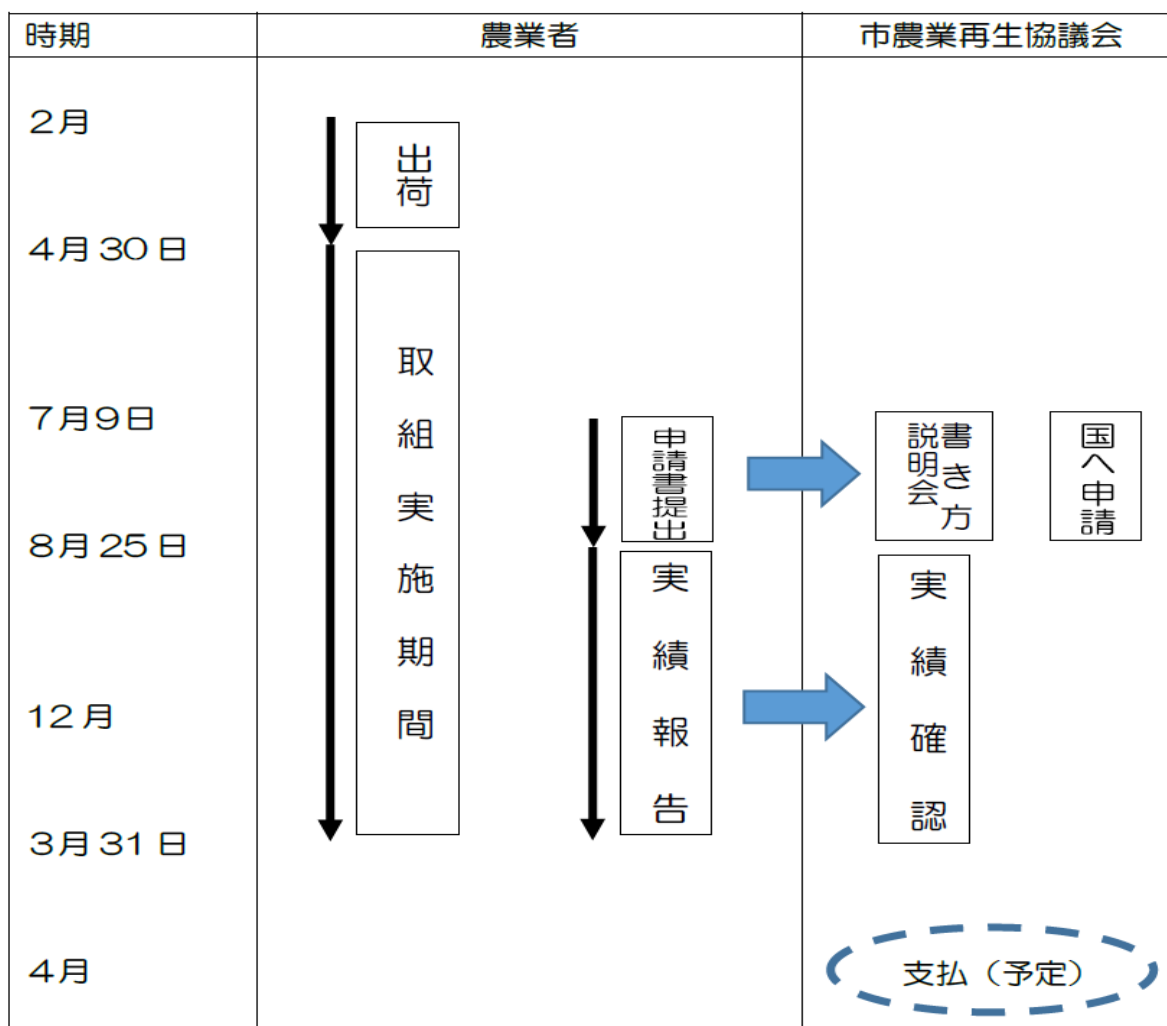 時期
農業者
市農業再生協議会
2月
出荷
4月30日
取組実施期間
7月9日
申請書提出
書き方
説明会
国へ申請
8月25日
実績報告
実績確認
12月
3月31日
4月
支払（予定）